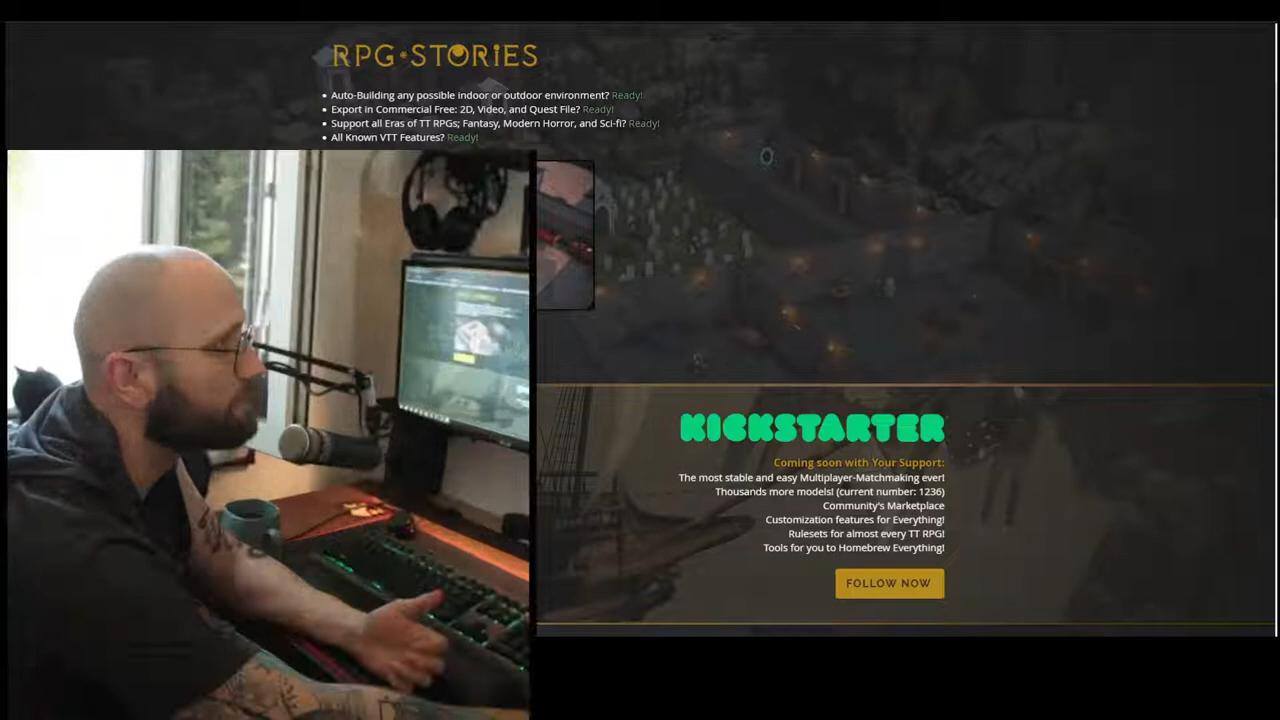 RPG·STORIES
• Auto-Building any possible indoor or outdoor environment? Ready!
• Export in Commercial Free: 2D, Video, and Quest File? Ready!
• Support all Eras of TT RPGs; Fantasy, Modern Horror, and Sci-fi? Ready!
• All Known VTT Features? Ready!
KICKSTARTER
Coming soon with Your Support:
The most stable and easy Multiplayer-Matchmaking ever!
Thousands more models! (current number: 1236)
Community's Marketplace
Customization features for Everything!
Rulesets for almost every TT RPG!
Tools for you to Homebrew Everything!
FOLLOW NOW